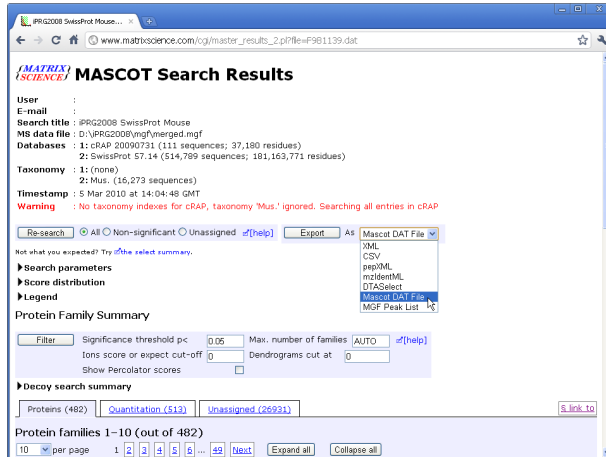 iPRG2008 SwissProt Mouse...
www.matrixscience.com/cgi/master_results_2.pl?file=F981139.dat
{MATRIX}
{SCIENCE} MASCOT Search Results
User :
E-mail :
Search title : iPRG2008 SwissProt Mouse
MS data file : D:\iPRG2008\mgf\merged.mgf
Databases : 1: cRAP 20090731 (111 sequences; 37,180 residues)
2: SwissProt 57.14 (514,789 sequences; 181,163,771 residues)
Taxonomy : 1: (none)
2: Mus. (16,273 sequences)
Timestamp : 5 Mar 2010 at 14:04:48 GMT
Warning : No taxonomy indexes for cRAP, taxonomy 'Mus.' ignored. Searching all entries in cRAP
Re-search All Non-significant Unassigned [help] Export As Mascot DAT File
XML
CSV
pepXML
mzIdentML
DTASelect
Mascot DAT File
MGF Peak List
Not what you expected? Try the select summary.
Search parameters
Score distribution
Legend
Protein Family Summary
Filter Significance threshold p< 0.05 Max. number of families AUTO [help]
Ions score or expect cut-off 0 Dendrograms cut at 0
Show Percolator scores
Decoy search summary
Proteins (482) Quantitation (513) Unassigned (26931) § link to
Protein families 1-10 (out of 482)
10 per page 1 2 3 4 5 6 ... 49 Next Expand all Collapse all